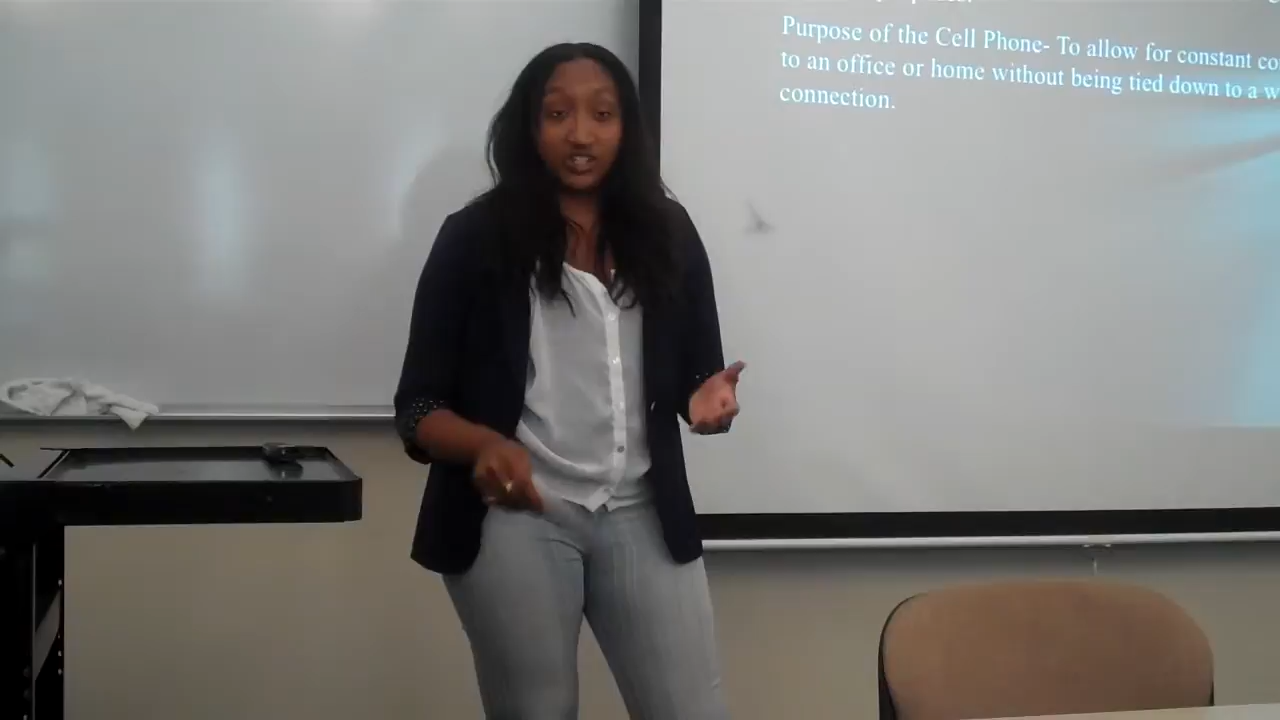 Purpose of the Cell Phone- To allow for constant
to an office or home without being tied down to a
connection.